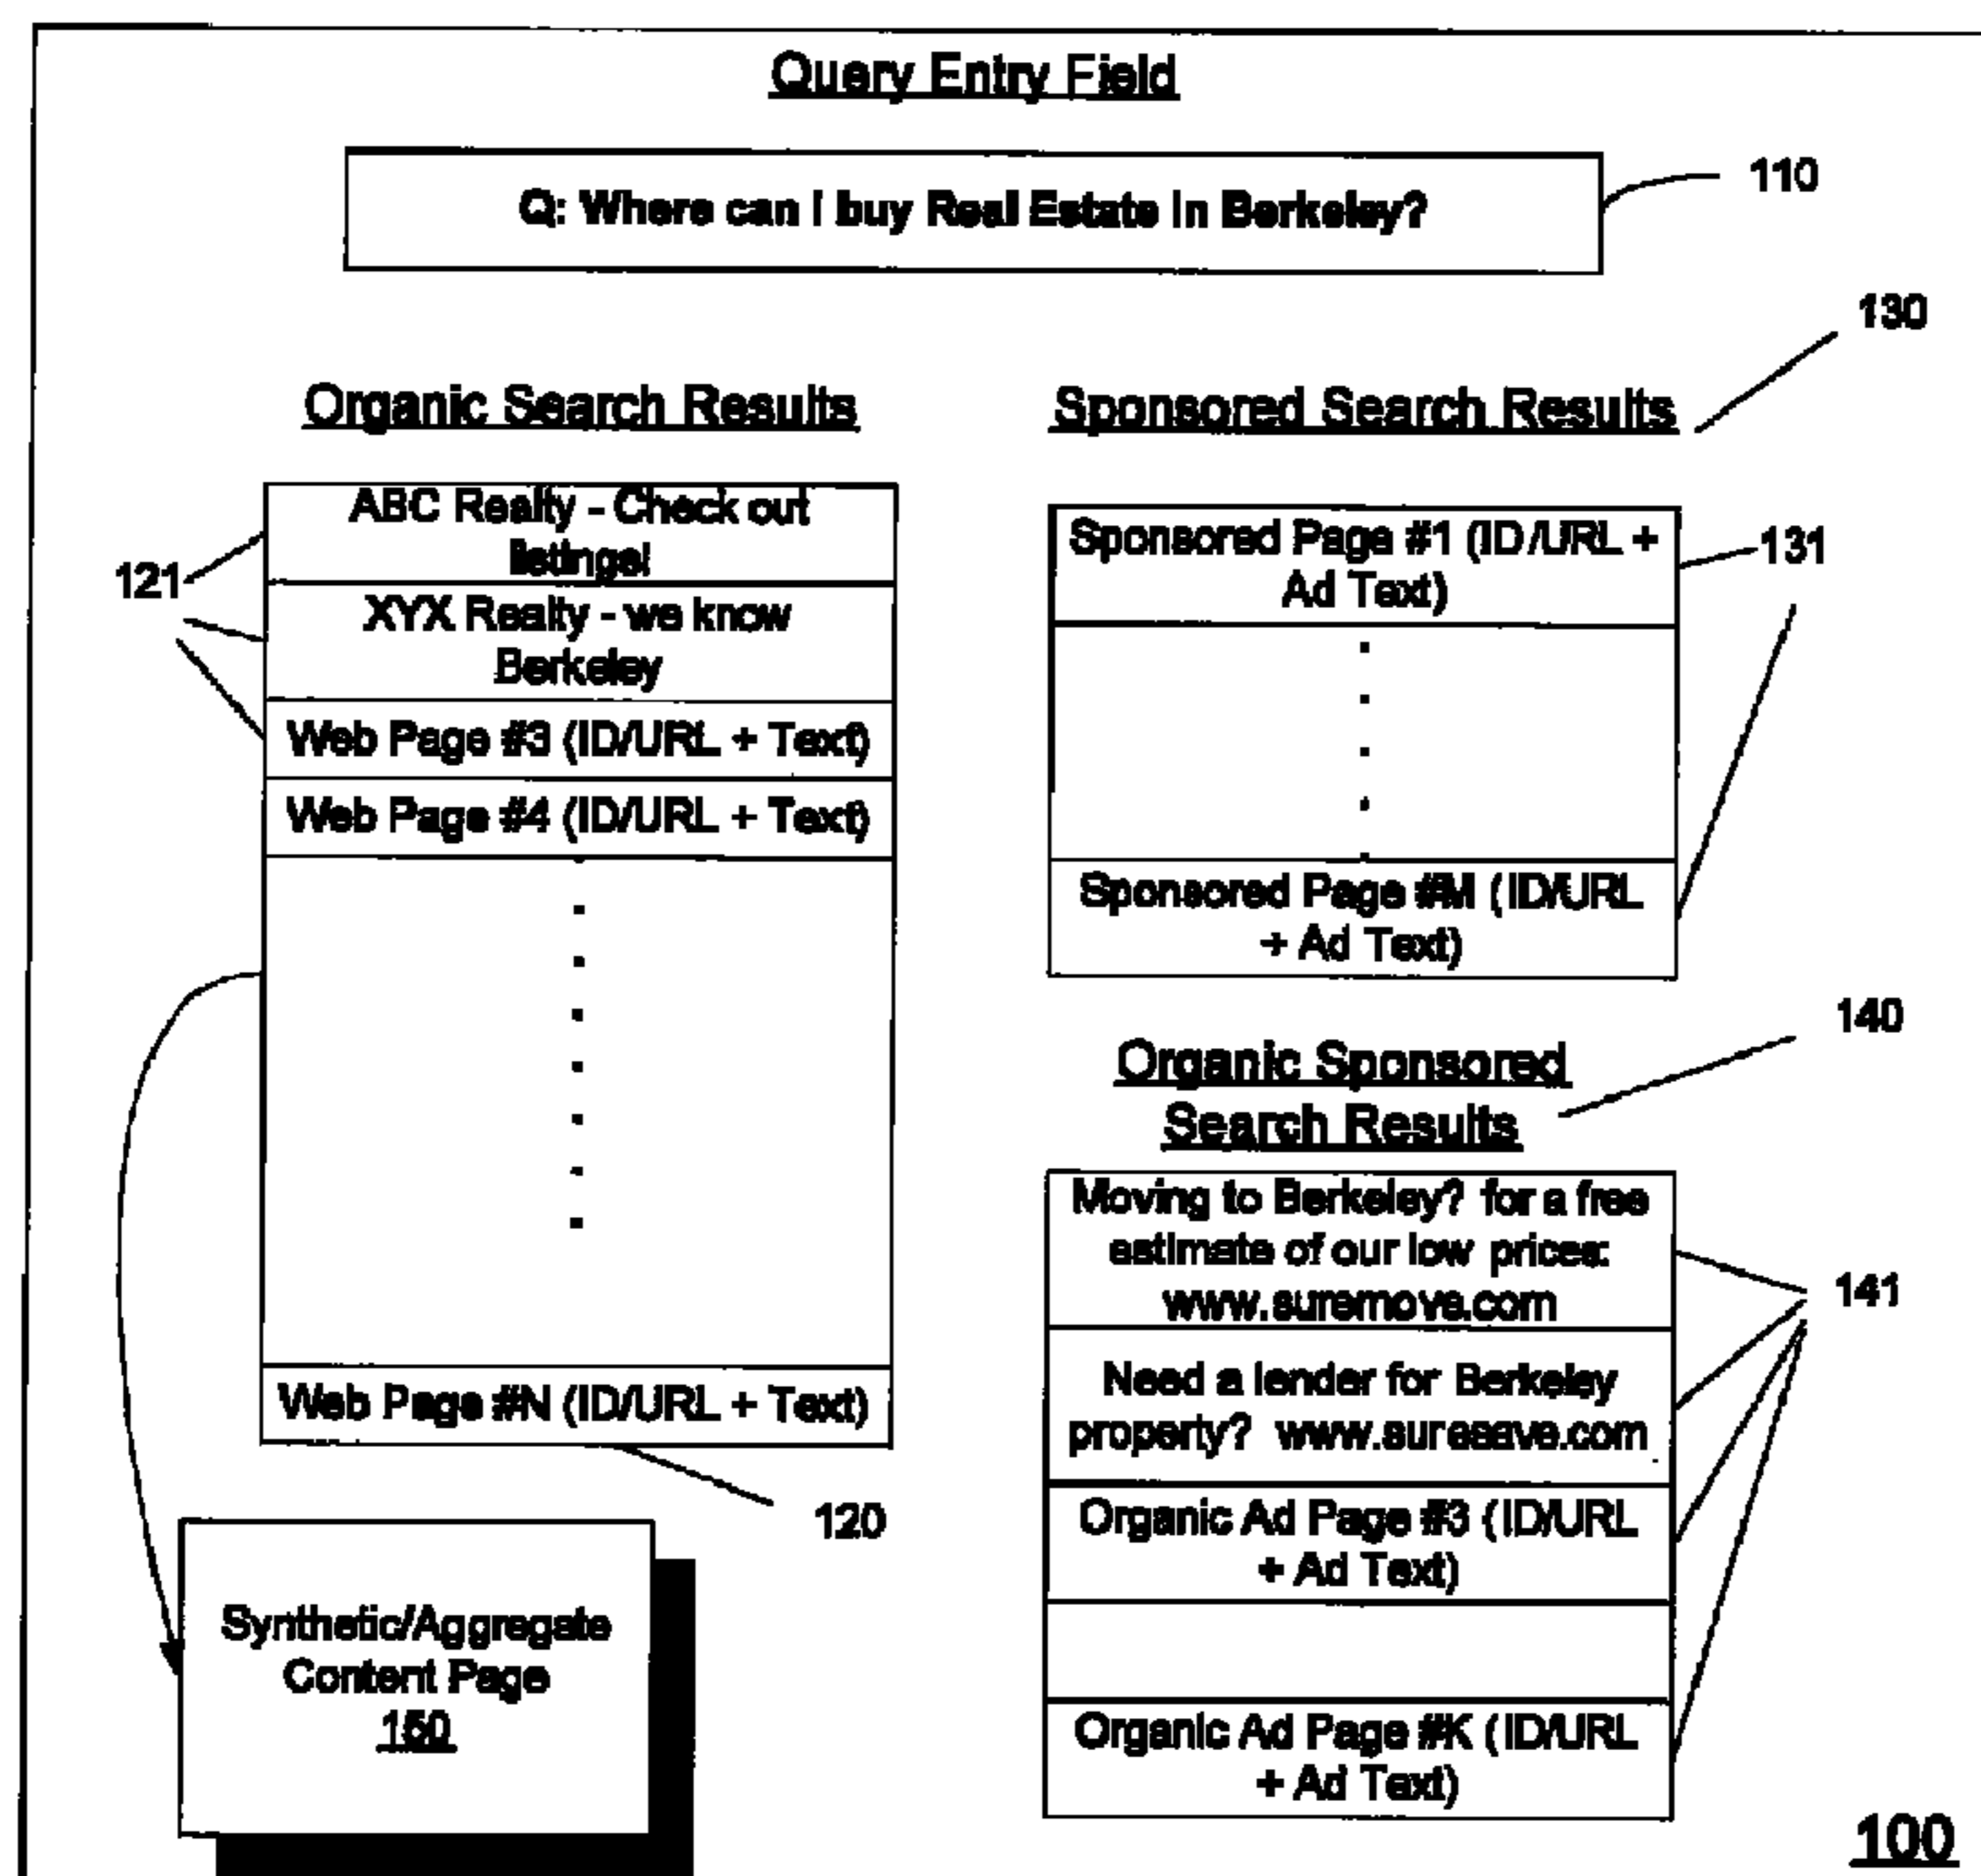 Query Entry Field
Q: Where can I buy Real Estate in Berkeley?
110
130
Organic Search Results
ABC Realty - Check out
listings!
XYX Realty - we know
Berkeley
Web Page #3 (ID/URL + Text)
Web Page #4 (ID/URL + Text)
Web Page #N (ID/URL + Text)
121
120
Synthetic/Aggregate
Content Page
150
Sponsored Search Results
Sponsored Page #1 (ID/URL +
Ad Text)
131
Sponsored Page #M (ID/URL
+ Ad Text)
140
Organic Sponsored
Search Results
Moving to Berkeley? for a free
estimate of our low prices:
www.suremove.com
141
Need a lender for Berkeley
property? www.suresave.com
Organic Ad Page #3 (ID/URL
+ Ad Text)
Organic Ad Page #K (ID/URL
+ Ad Text)
100